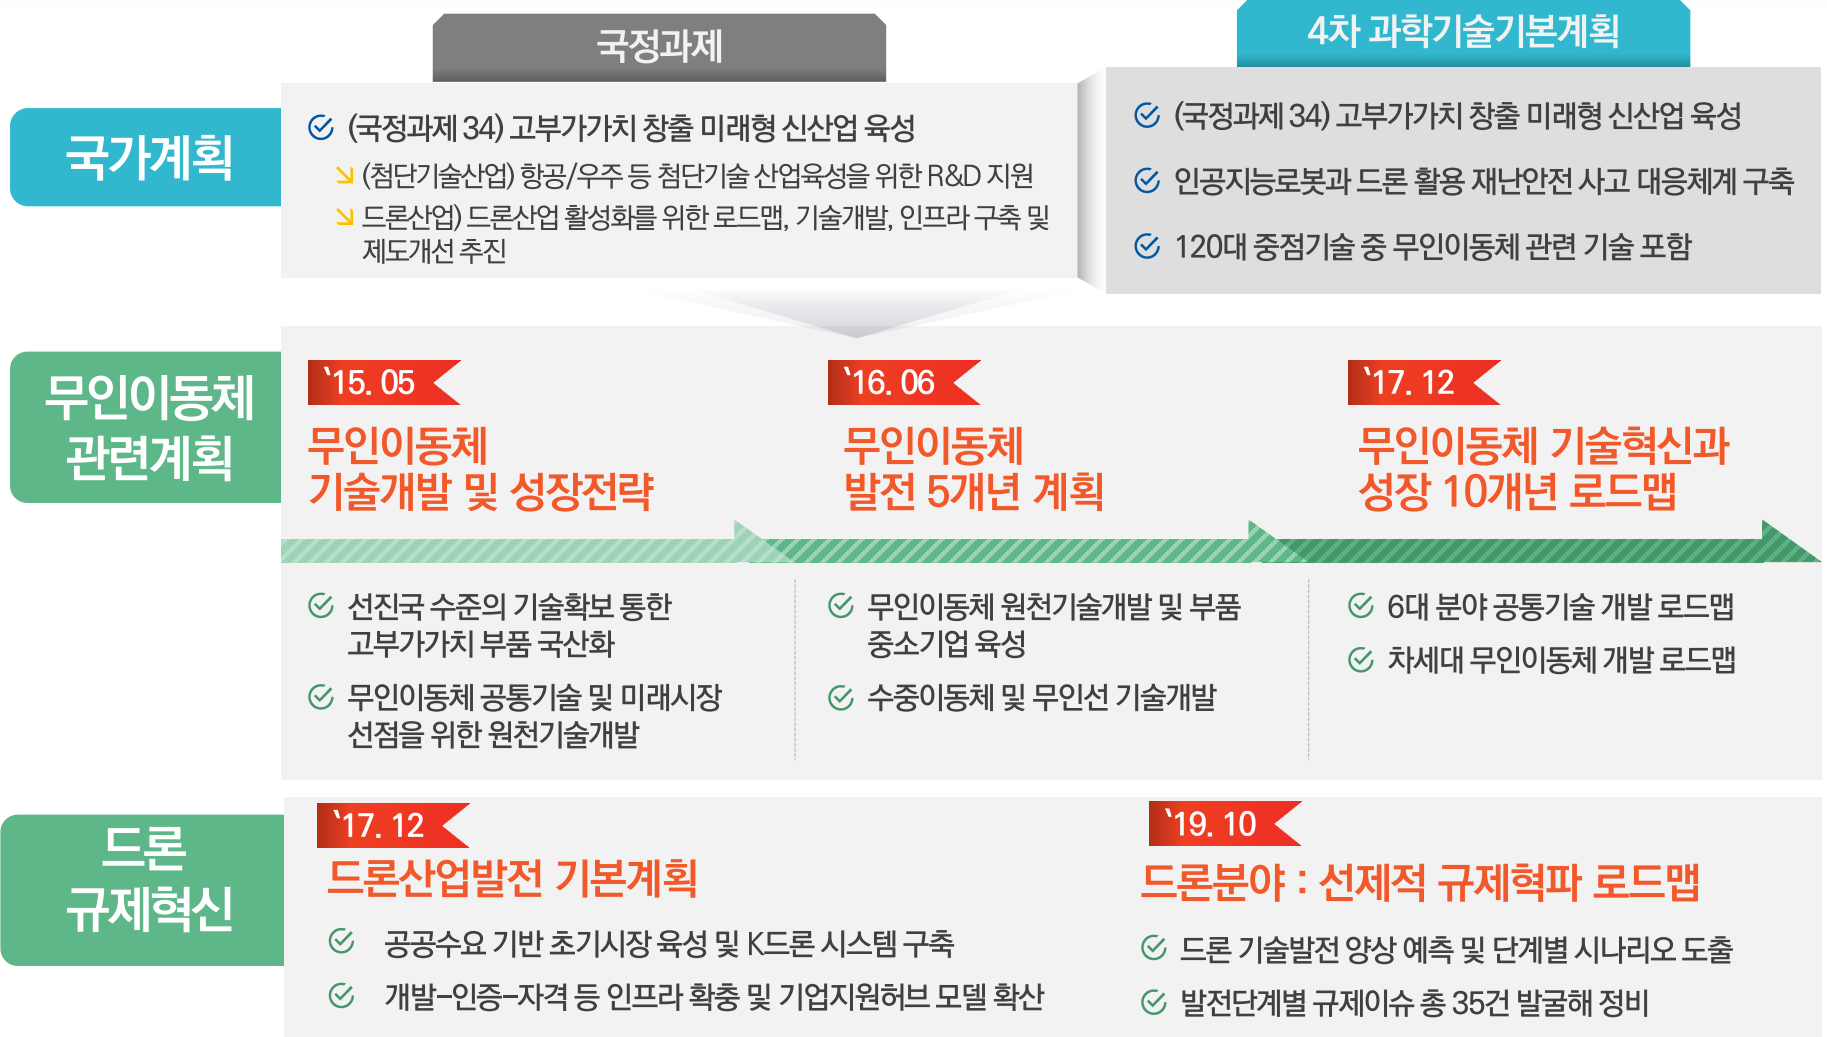 국정과제
4차 과학기술기본계획
국가계획
(국정과제 34) 고부가가치 창출 미래형 신산업 육성
(첨단기술산업) 항공/우주 등 첨단기술 산업육성을 위한 R&D 지원
드론산업) 드론산업 활성화를 위한 로드맵, 기술개발, 인프라 구축 및
제도개선 추진
(국정과제 34) 고부가가치 창출 미래형 신산업 육성
인공지능로봇과 드론 활용 재난안전 사고 대응체계 구축
120대 중점기술 중 무인이동체 관련 기술 포함
무인이동체
관련계획
‘15. 05
무인이동체
기술개발 및 성장전략
선진국 수준의 기술확보 통한
고부가가치 부품 국산화
무인이동체 공통기술 및 미래시장
선점을 위한 원천기술개발
‘16. 06
무인이동체
발전 5개년 계획
무인이동체 원천기술개발 및 부품
중소기업 육성
수중이동체 및 무인선 기술개발
‘17. 12
무인이동체 기술혁신과
성장 10개년 로드맵
6대 분야 공통기술 개발 로드맵
차세대 무인이동체 개발 로드맵
드론
규제혁신
‘17. 12
드론산업발전 기본계획
공공수요 기반 초기시장 육성 및 K드론 시스템 구축
개발-인증-자격 등 인프라 확충 및 기업지원허브 모델 확산
‘19. 10
드론분야 : 선제적 규제혁파 로드맵
드론 기술발전 양상 예측 및 단계별 시나리오 도출
발전단계별 규제이슈 총 35건 발굴해 정비